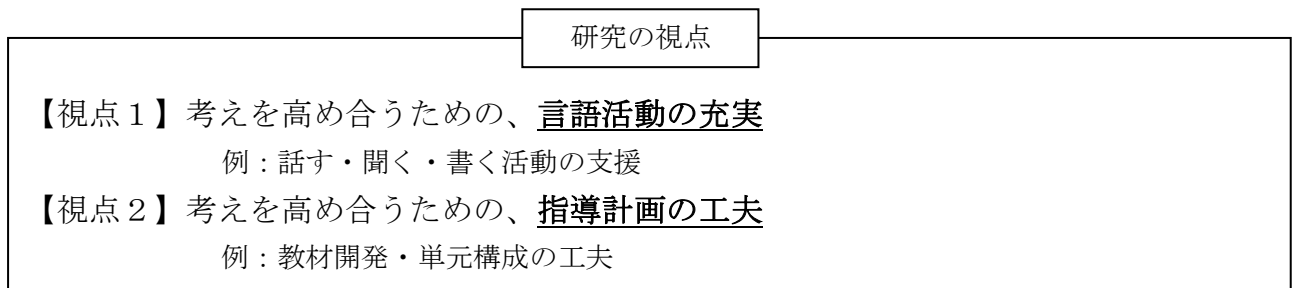 研究の視点
【視点１】考えを高め合うための、言語活動の充実
例：話す・聞く・書く活動の支援
【視点２】考えを高め合うための、指導計画の工夫
例：教材開発・単元構成の工夫